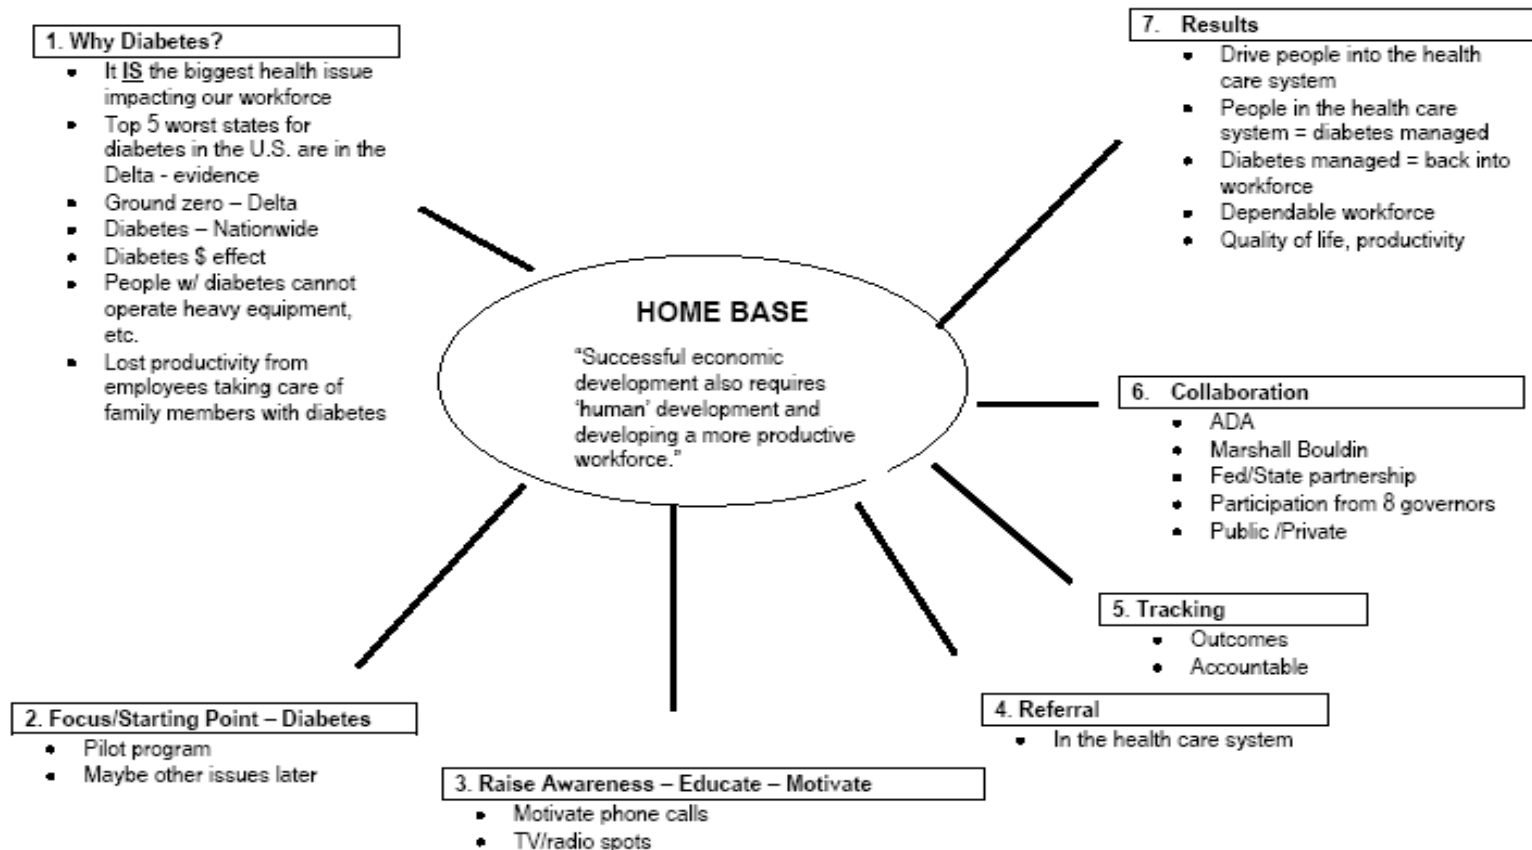 1. Why Diabetes?
• It IS the biggest health issue
impacting our workforce
• Top 5 worst states for
diabetes in the U.S. are in the
Delta - evidence
• Ground zero – Delta
• Diabetes – Nationwide
• Diabetes $ effect
• People w/ diabetes cannot
operate heavy equipment,
etc.
• Lost productivity from
employees taking care of
family members with diabetes
HOME BASE
“Successful economic
development also requires
‘human’ development and
developing a more productive
workforce.”
2. Focus/Starting Point – Diabetes
• Pilot program
• Maybe other issues later
3. Raise Awareness – Educate – Motivate
• Motivate phone calls
• TV/radio spots
4. Referral
• In the health care system
5. Tracking
• Outcomes
• Accountable
6. Collaboration
• ADA
• Marshall Bouldin
• Fed/State partnership
• Participation from 8 governors
• Public /Private
7. Results
• Drive people into the health
care system
• People in the health care
system = diabetes managed
• Diabetes managed = back into
workforce
• Dependable workforce
• Quality of life, productivity